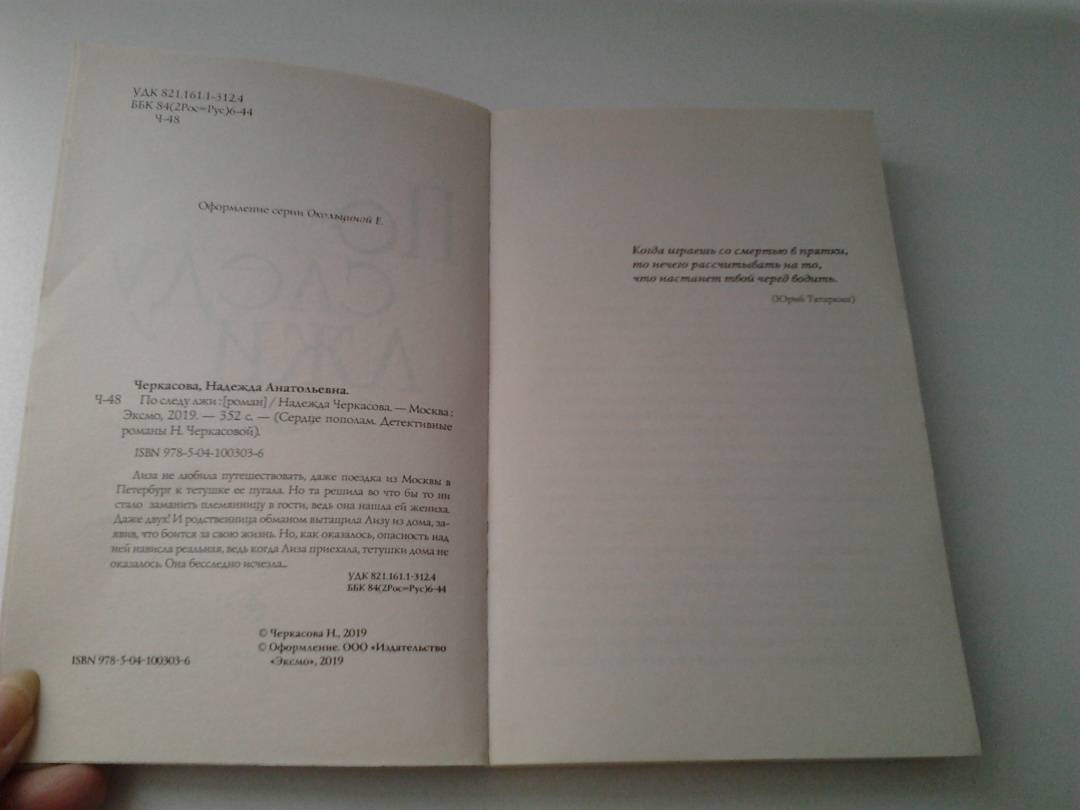 УДК 821.161.1-312.4
ББК 84(2Рос=Рус)6-44
Ч-48
Оформление серии Окольциной Е.
Черкасова, Надежда Анатольевна.
Ч-48 По следу лжи : [роман] / Надежда Черкасова. — Москва :
Эксмо, 2019. — 352 с. — (Сердце пополам. Детективные
романы Н. Черкасовой).
ISBN 978-5-04-100303-6
Лиза не любила путешествовать, даже поездка из Москвы в
Петербург к тетушке ее пугала. Но та решила во что бы то ни
стало заманить племянницу в гости, ведь она нашла ей жениха.
Даже двух! И родственница обманом вытащила Лизу из дома, за-
явив, что боится за свою жизнь. Но, как оказалось, опасность над
ней нависла реальная, ведь когда Лиза приехала, тетушки дома не
оказалось. Она бесследно исчезла...
УДК 821.161.1-312.4
ББК 84(2Рос=Рус)6-44
© Черкасова Н., 2019
© Оформление. ООО «Издательство
ISBN 978-5-04-100303-6 «Эксмо», 2019
Когда играешь со смертью в прятки,
то нечего рассчитывать на то,
что настанет твой черед водить.
(Юрий Татаркин)